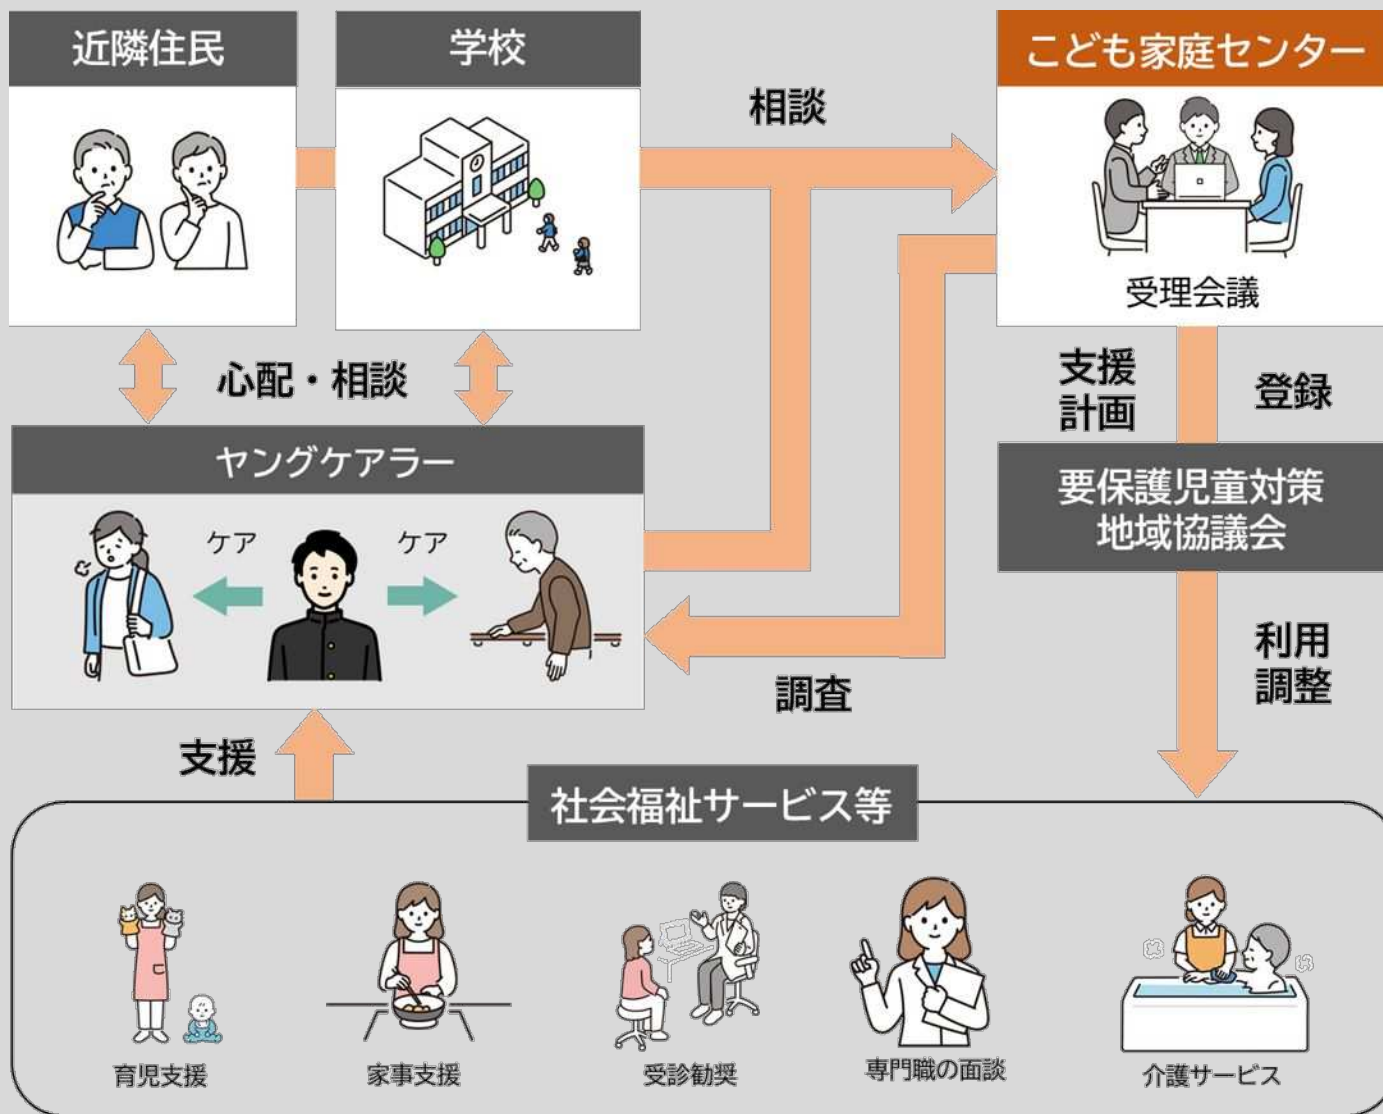 近隣住民
学校
こども家庭センター
相談
受理会議
心配・相談
支援
計画
登録
ヤングケアラー
ケア
ケア
要保護児童対策
地域協議会
調査
利用
調整
支援
社会福祉サービス等
育児支援
家事支援
受診勧奨
専門職の面談
介護サービス